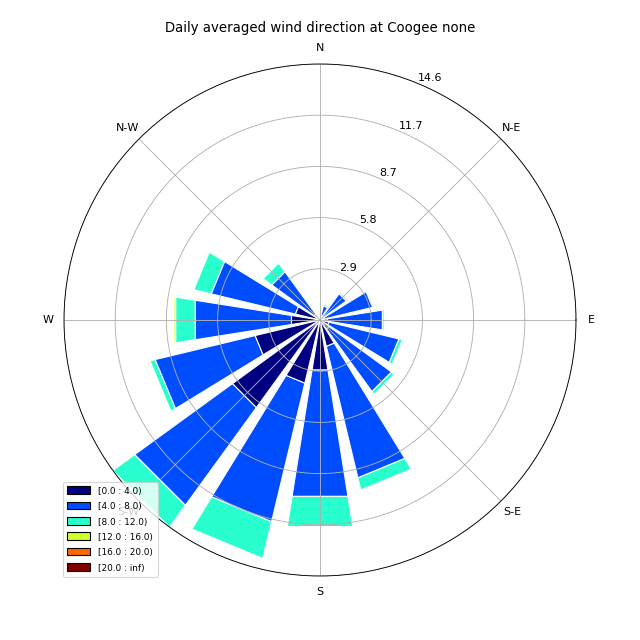 Daily averaged wind direction at Coogee none
N
14.6
N-W
11.7
N-E
8.7
5.8
2.9
W
E
[0.0 : 4.0)
[4.0 : 8.0)
S-W
[8.0 : 12.0)
S-E
[12.0 : 16.0)
[16.0 : 20.0)
[20.0 : inf)
S